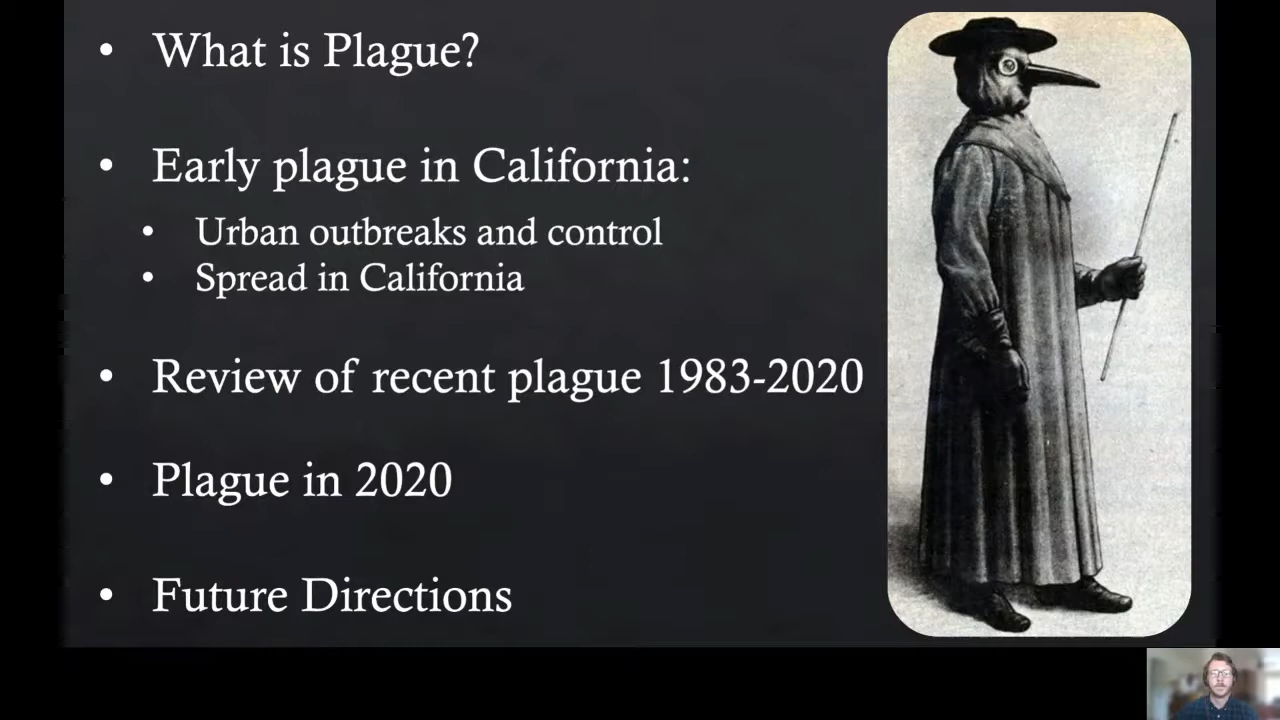 • What is Plague?
• Early plague in California:
• Urban outbreaks and control
• Spread in California
• Review of recent plague 1983-2020
• Plague in 2020
• Future Directions